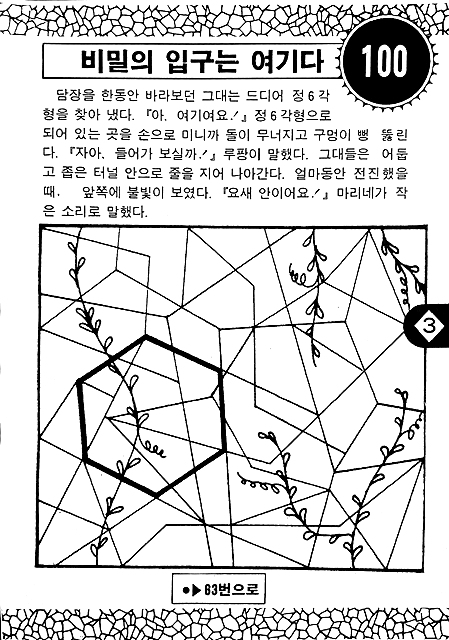 비밀의 입구는 여기다
100
담장을 한동안 바라보던 그대는 드디어 정 6 각
형을 찾아 냈다. 『아, 여기여요!』 정 6 각형으로
되어 있는 곳을 손으로 미니까 돌이 무너지고 구멍이 뻥 뚫린
다. 『자아, 들어가 보실까!』 루팡이 말했다. 그대들은 어둡
고 좁은 터널 안으로 줄을 지어 나아간다. 얼마동안 전진했을
때. 앞쪽에 불빛이 보였다. 『요새 안이어요!』 마리네가 작
은 소리로 말했다.
3
●▶ 63번으로